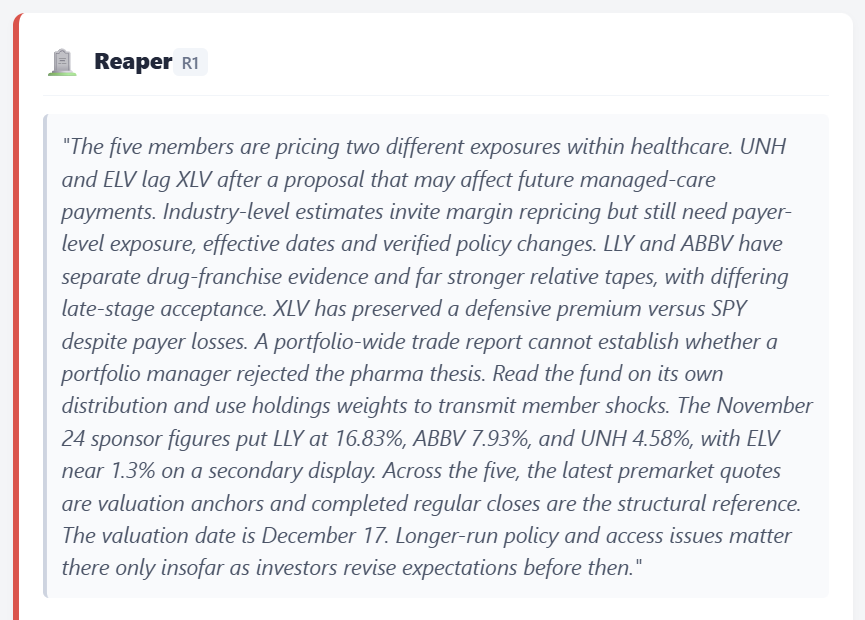 Reaper R1
"The five members are pricing two different exposures within healthcare. UNH
and ELV lag XLV after a proposal that may affect future managed-care
payments. Industry-level estimates invite margin repricing but still need payer-
level exposure, effective dates and verified policy changes. LLY and ABBV have
separate drug-franchise evidence and far stronger relative tapes, with differing
late-stage acceptance. XLV has preserved a defensive premium versus SPY
despite payer losses. A portfolio-wide trade report cannot establish whether a
portfolio manager rejected the pharma thesis. Read the fund on its own
distribution and use holdings weights to transmit member shocks. The November
24 sponsor figures put LLY at 16.83%, ABBV 7.93%, and UNH 4.58%, with ELV
near 1.3% on a secondary display. Across the five, the latest premarket quotes
are valuation anchors and completed regular closes are the structural reference.
The valuation date is December 17. Longer-run policy and access issues matter
there only insofar as investors revise expectations before then."